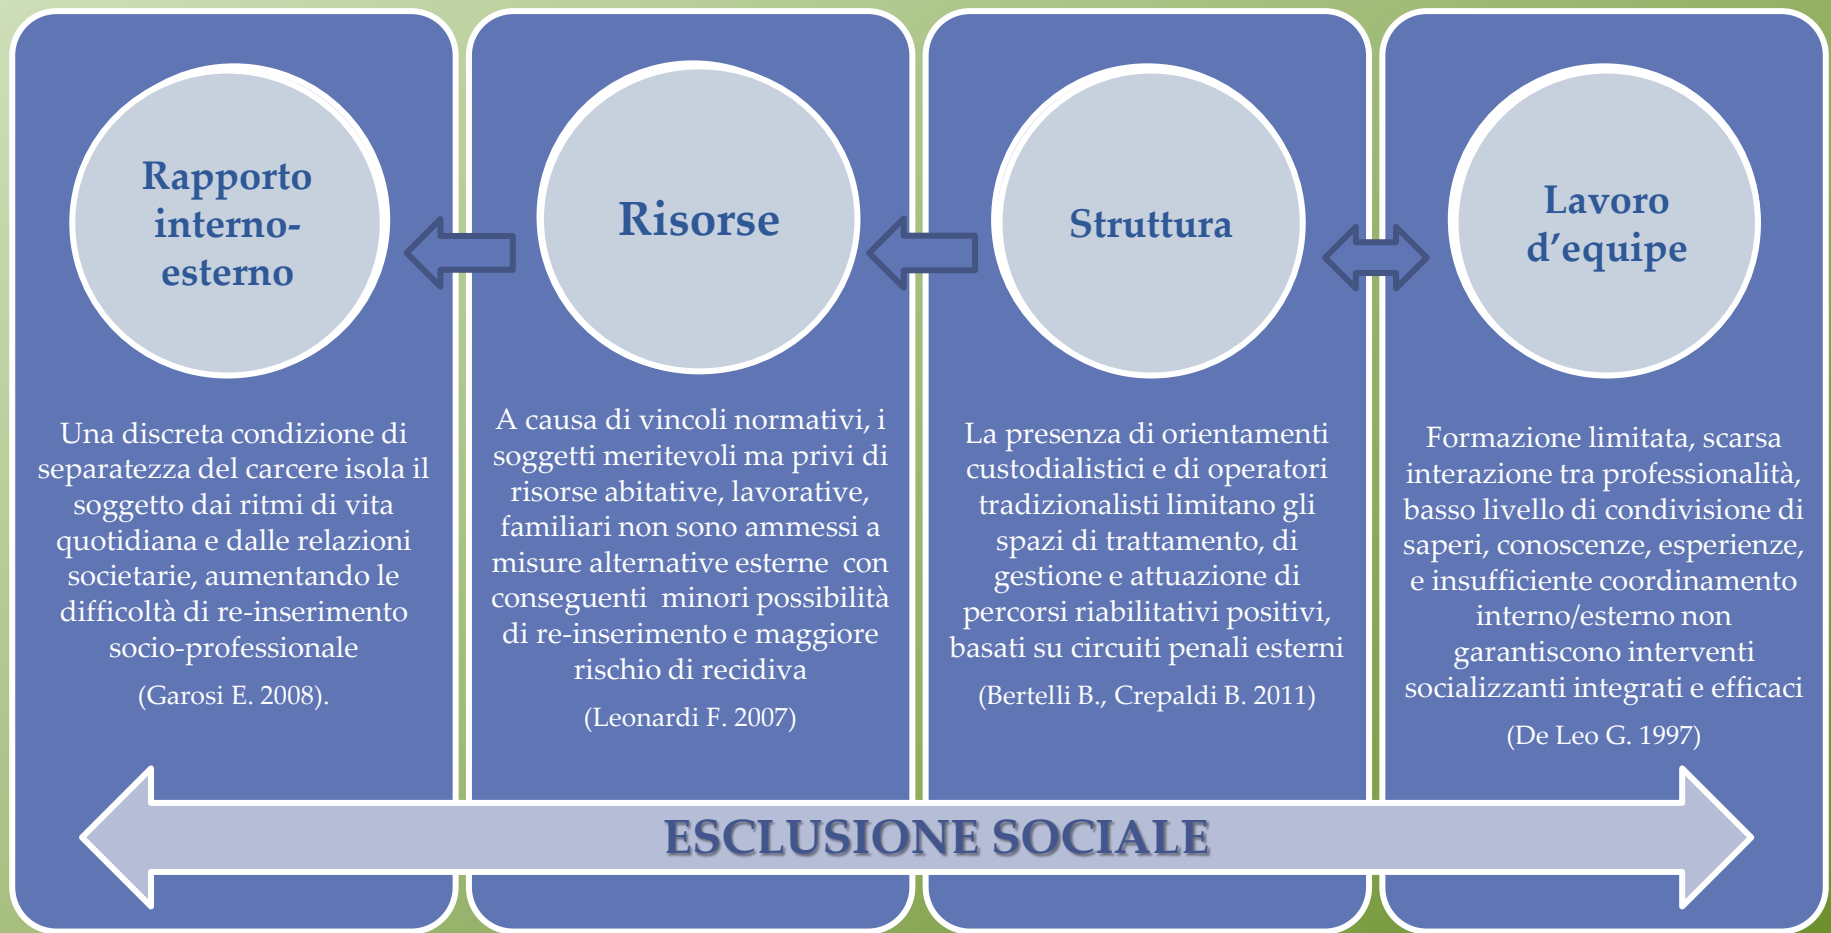 Rapporto
interno-
esterno
Una discreta condizione di
separatezza del carcere isola il
soggetto dai ritmi di vita
quotidiana e dalle relazioni
societarie, aumentando le
difficoltà di re-inserimento
socio-professionale
(Garosi E. 2008).
Risorse
A causa di vincoli normativi, i
soggetti meritevoli ma privi di
risorse abitative, lavorative,
familiari non sono ammessi a
misure alternative esterne con
conseguenti minori possibilità
di re-inserimento e maggiore
rischio di recidiva
(Leonardi F. 2007)
Struttura
La presenza di orientamenti
custodialistici e di operatori
tradizionalisti limitano gli
spazi di trattamento, di
gestione e attuazione di
percorsi riabilitativi positivi,
basati su circuiti penali esterni
(Bertelli B., Crepaldi B. 2011)
Lavoro
d’equipe
Formazione limitata, scarsa
interazione tra professionalità,
basso livello di condivisione di
saperi, conoscenze, esperienze,
e insufficiente coordinamento
interno/esterno non
garantiscono interventi
socializzanti integrati e efficaci
(De Leo G. 1997)
ESCLUSIONE SOCIALE